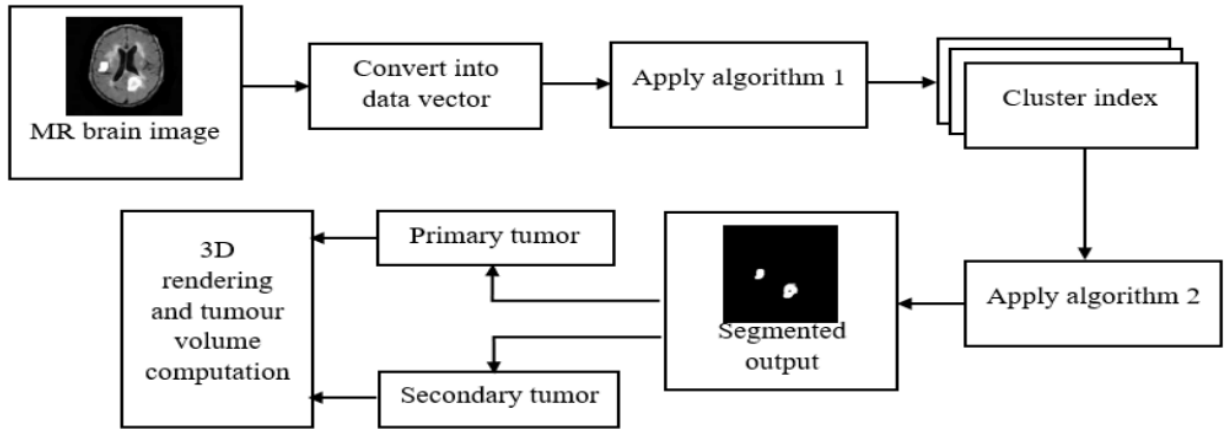 MR brain image
Convert into
data vector
Apply algorithm 1
Cluster index
Apply algorithm 2
Segmented
output
Primary tumor
Secondary tumor
3D
rendering
and tumour
volume
computation